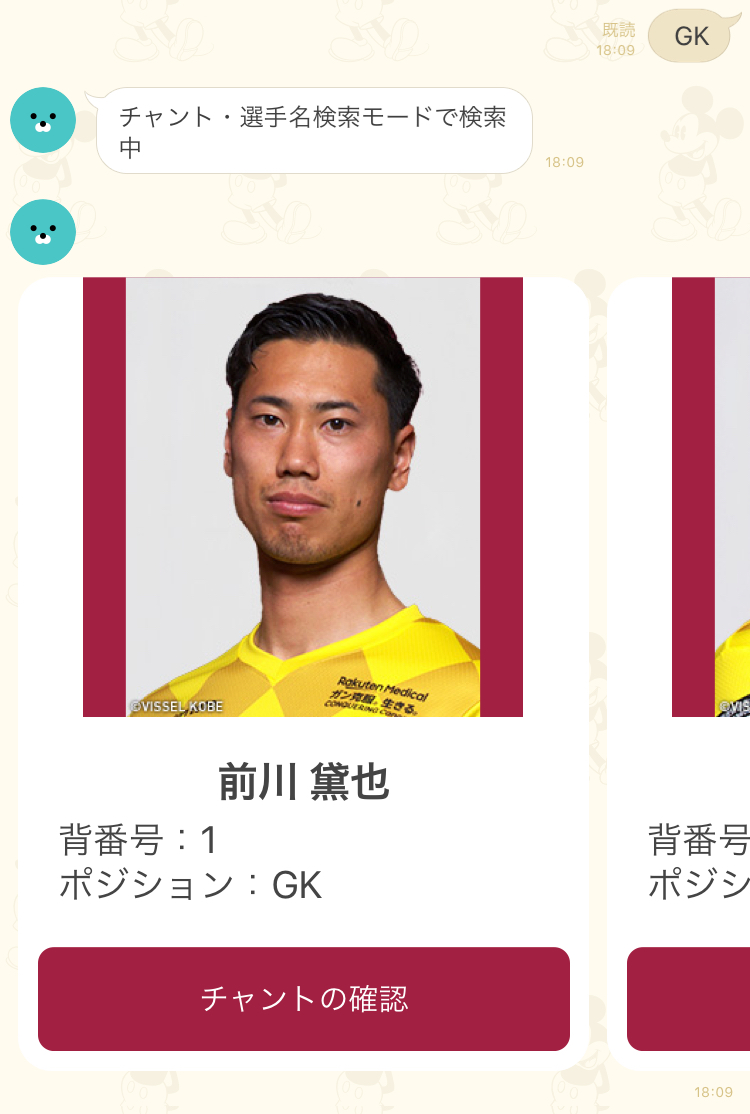 既読
18:09
GK
チャント・選手名検索モードで検索
中
18:09
Rakuten Medical
ガン克服。生きる。
©VISSEL KOBE
前川 黛也
背番号：1
ポジション：GK
チャントの確認
©VIS
背番号
ポジシ
18:09